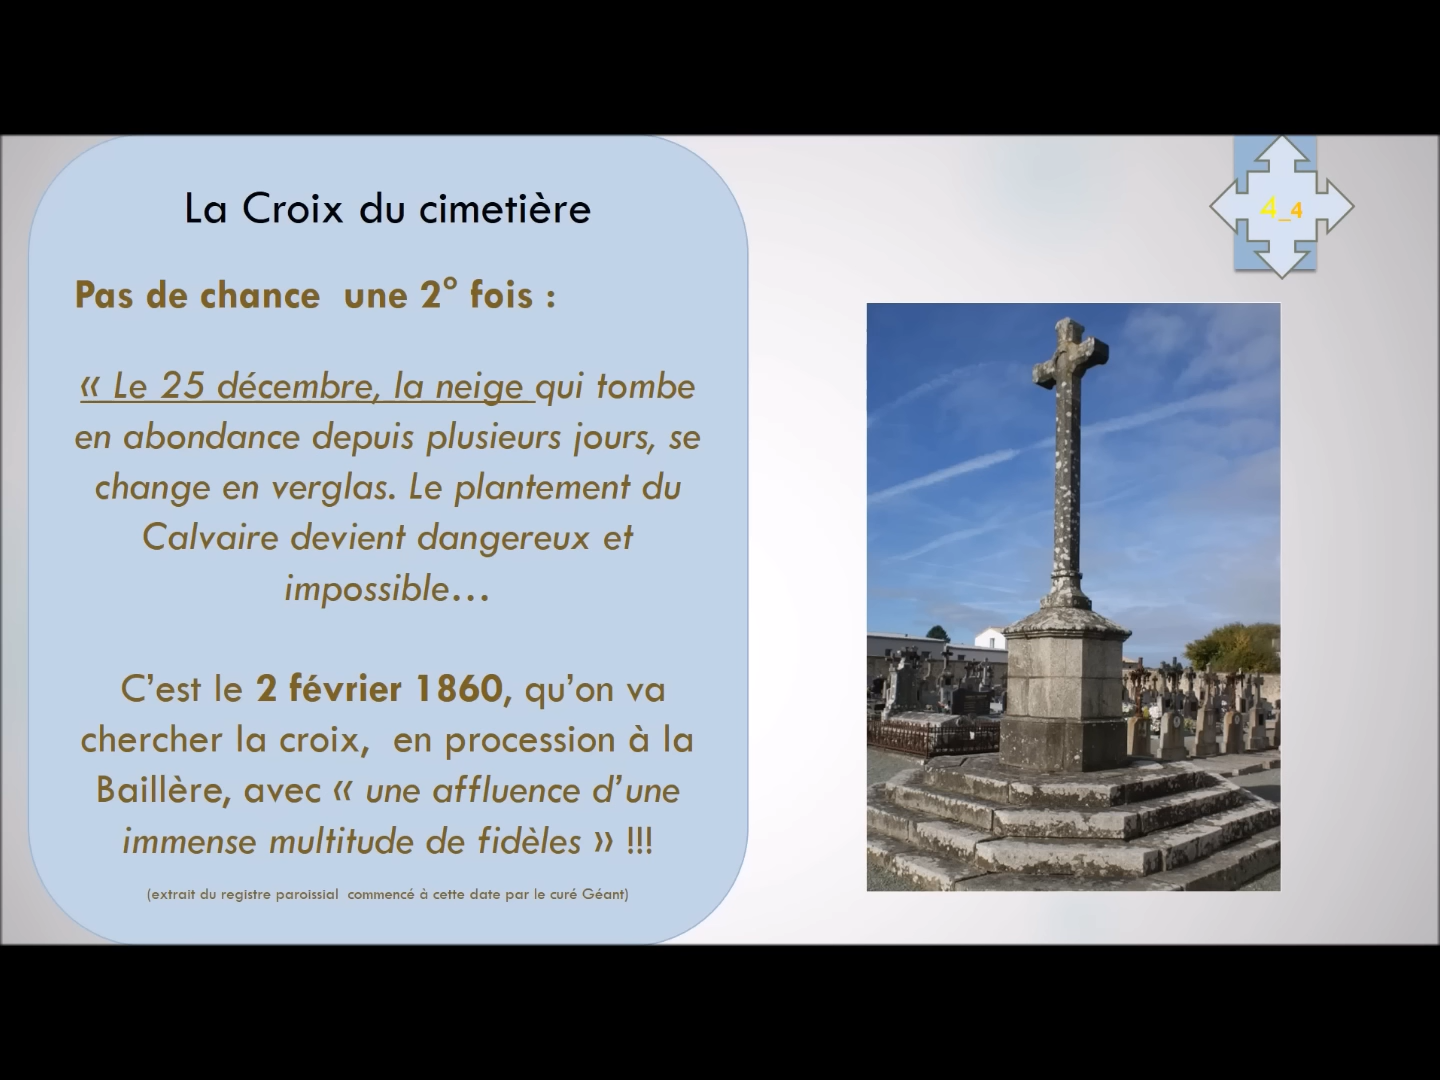 La Croix du cimetière
4_4
Pas de chance  une 2° fois :
« Le 25 décembre, la neige qui tombe
en abondance depuis plusieurs jours, se
change en verglas. Le plantement du
Calvaire devient dangereux et
impossible…
C’est le 2 février 1860, qu’on va
chercher la croix,  en procession à la
Baillère, avec « une affluence d’une
immense multitude de fidèles » !!!
(extrait du registre paroissial  commencé à cette date par le curé Géant)